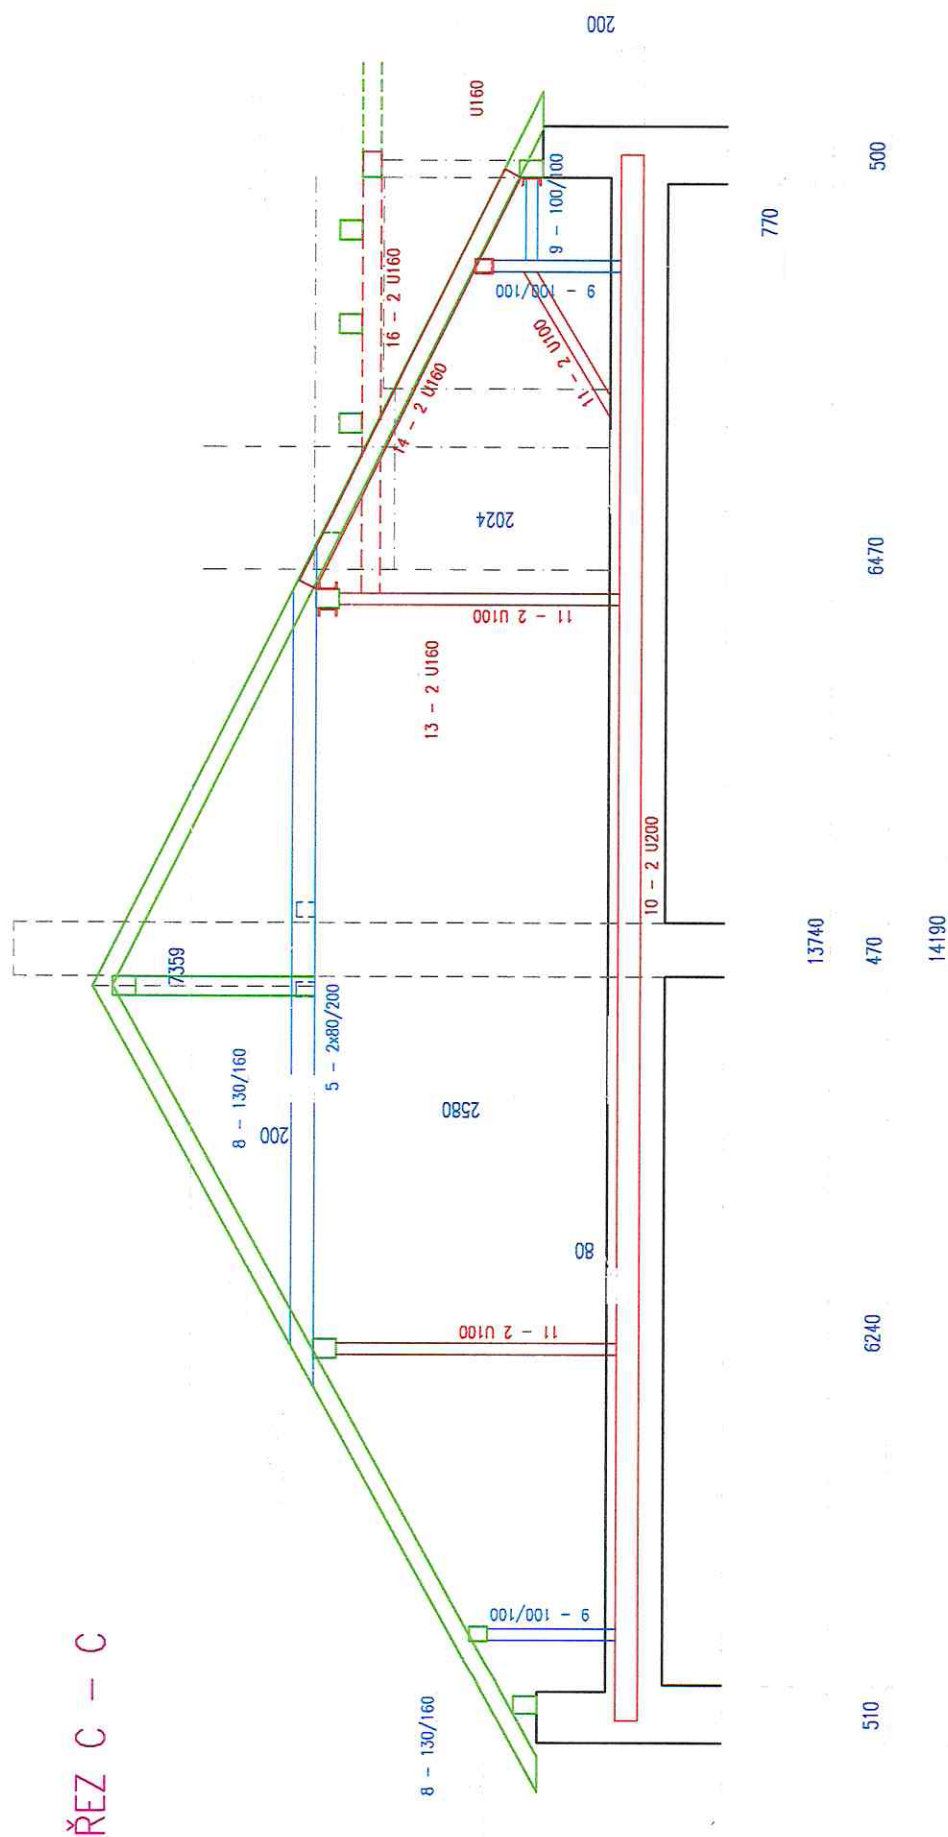 ŘEZ C - C
7359
8 - 130/160
200
5 - 2x80/200
8 - 130/160
2580
80
11 - 2 U100
9 - 100/100
13 - 2 U160
11 - 2 U100
2024
16 - 2 U160
14 - 2 U160
U160
200
9 - 100/100
9 - 100/100
11 - 2 U100
10 - 2 U200
770
13740
510
6240
470
6470
500
14190